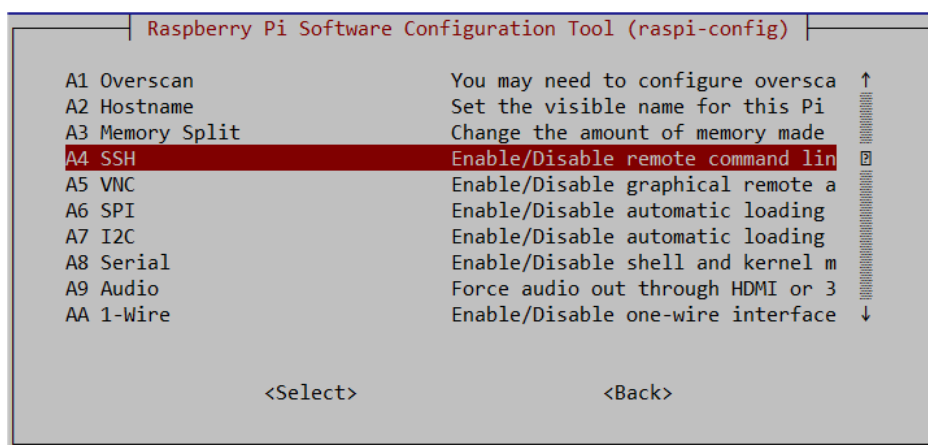 Raspberry Pi Software Configuration Tool (raspi-config)
A1 Overscan You may need to configure oversca ↑
A2 Hostname Set the visible name for this Pi
A3 Memory Split Change the amount of memory made
A4 SSH Enable/Disable remote command lin
A5 VNC Enable/Disable graphical remote a
A6 SPI Enable/Disable automatic loading
A7 I2C Enable/Disable automatic loading
A8 Serial Enable/Disable shell and kernel m
A9 Audio Force audio out through HDMI or 3
AA 1-Wire Enable/Disable one-wire interface ↓
<Select> <Back>